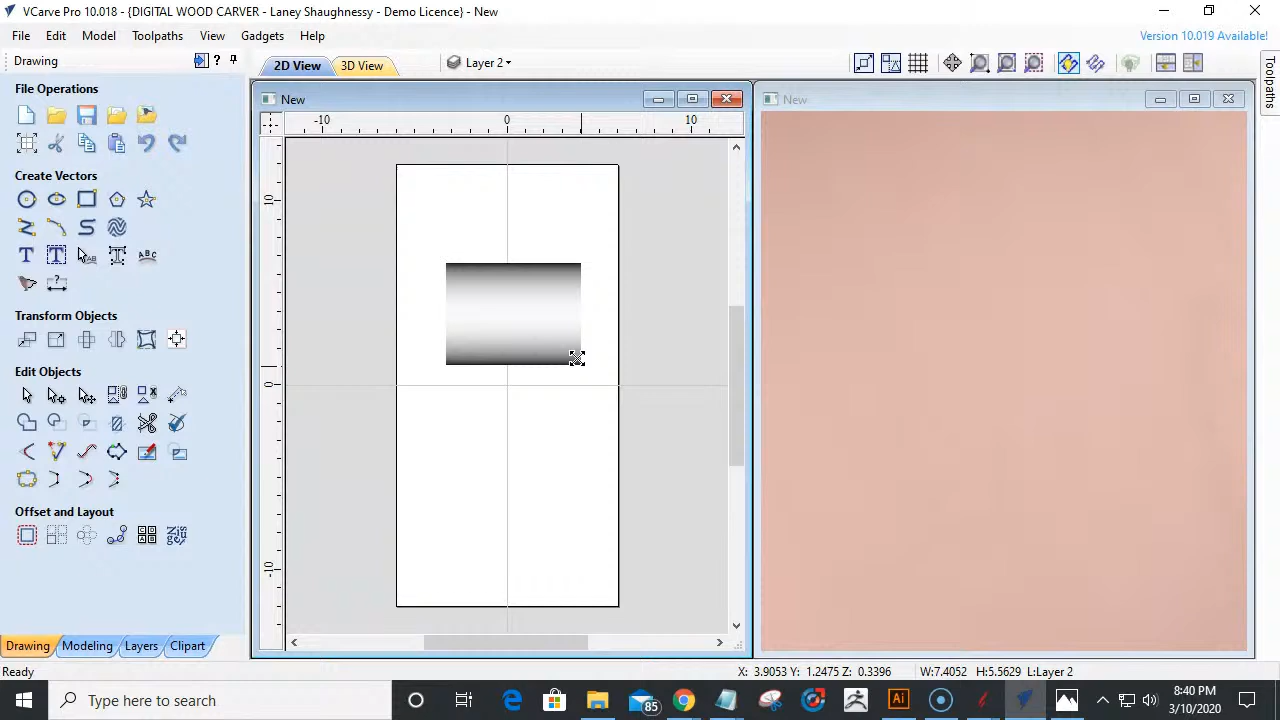 VCarve Pro 10.018 - {DIGITAL WOOD CARVER - Laney Shaughnessy - Demo Licence} - New
File Edit Model Toolpaths View Gadgets Help
Version 10.019 Available!
Drawing
?
2D View
3D View
Layer 2
Toolpaths
File Operations
New
New
-10
0
10
Create Vectors
10
0
-10
T
T
T
AB
ABC
Transform Objects
Edit Objects
Offset and Layout
Drawing
Modeling
Layers
Clipart
Ready
X: 3.9053 Y: 1.2475 Z: 0.3396
W:7.4052
H:5.5629
L:Layer 2
Type here to search
85
Ai
8:40 PM
3/10/2020